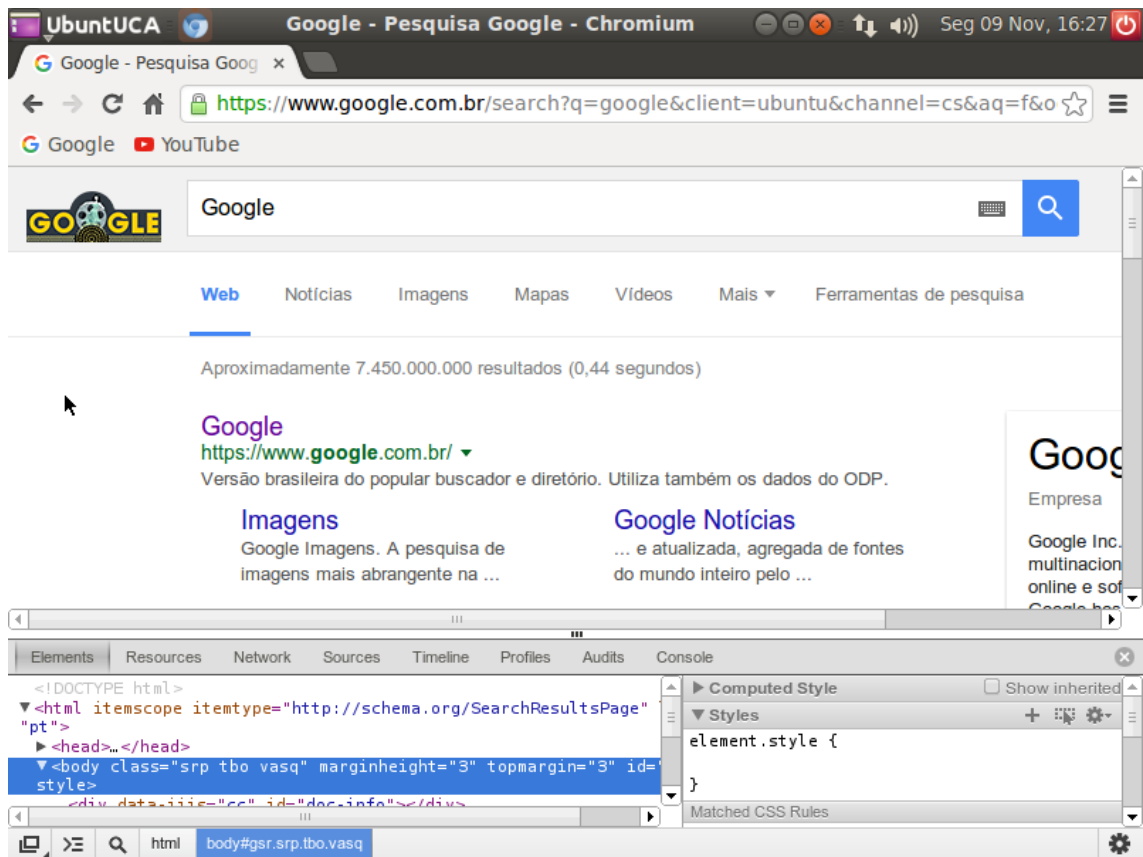 UbuntUCA
Google - Pesquisa Google - Chromium
Seg 09 Nov, 16:27
Google - Pesquisa Goog
https://www.google.com.br/search?q=google&client=ubuntu&channel=cs&aq=f&o
Google
YouTube
GOOGLE
Google
Web
Notícias
Imagens
Mapas
Vídeos
Mais
Ferramentas de pesquisa
Aproximadamente 7.450.000.000 resultados (0,44 segundos)
Google
https://www.google.com.br/
Versão brasileira do popular buscador e diretório. Utiliza também os dados do ODP.
Imagens
Google Imagens. A pesquisa de
imagens mais abrangente na ...
Google Notícias
... e atualizada, agregada de fontes
do mundo inteiro pelo ...
Goog
Empresa
Google Inc.
multinacion
online e sof
Elements
Resources
Network
Sources
Timeline
Profiles
Audits
Console
<!DOCTYPE html>
<html itemscope itemtype="http://schema.org/SearchResultsPage"
"pt">
<head>…</head>
<body class="srp tbo vasq" marginheight="3" topmargin="3" id="
style>
Computed Style
Show inherited
Styles
element.style {
}
Matched CSS Rules
html
body#gsr.srp.tbo.vasq